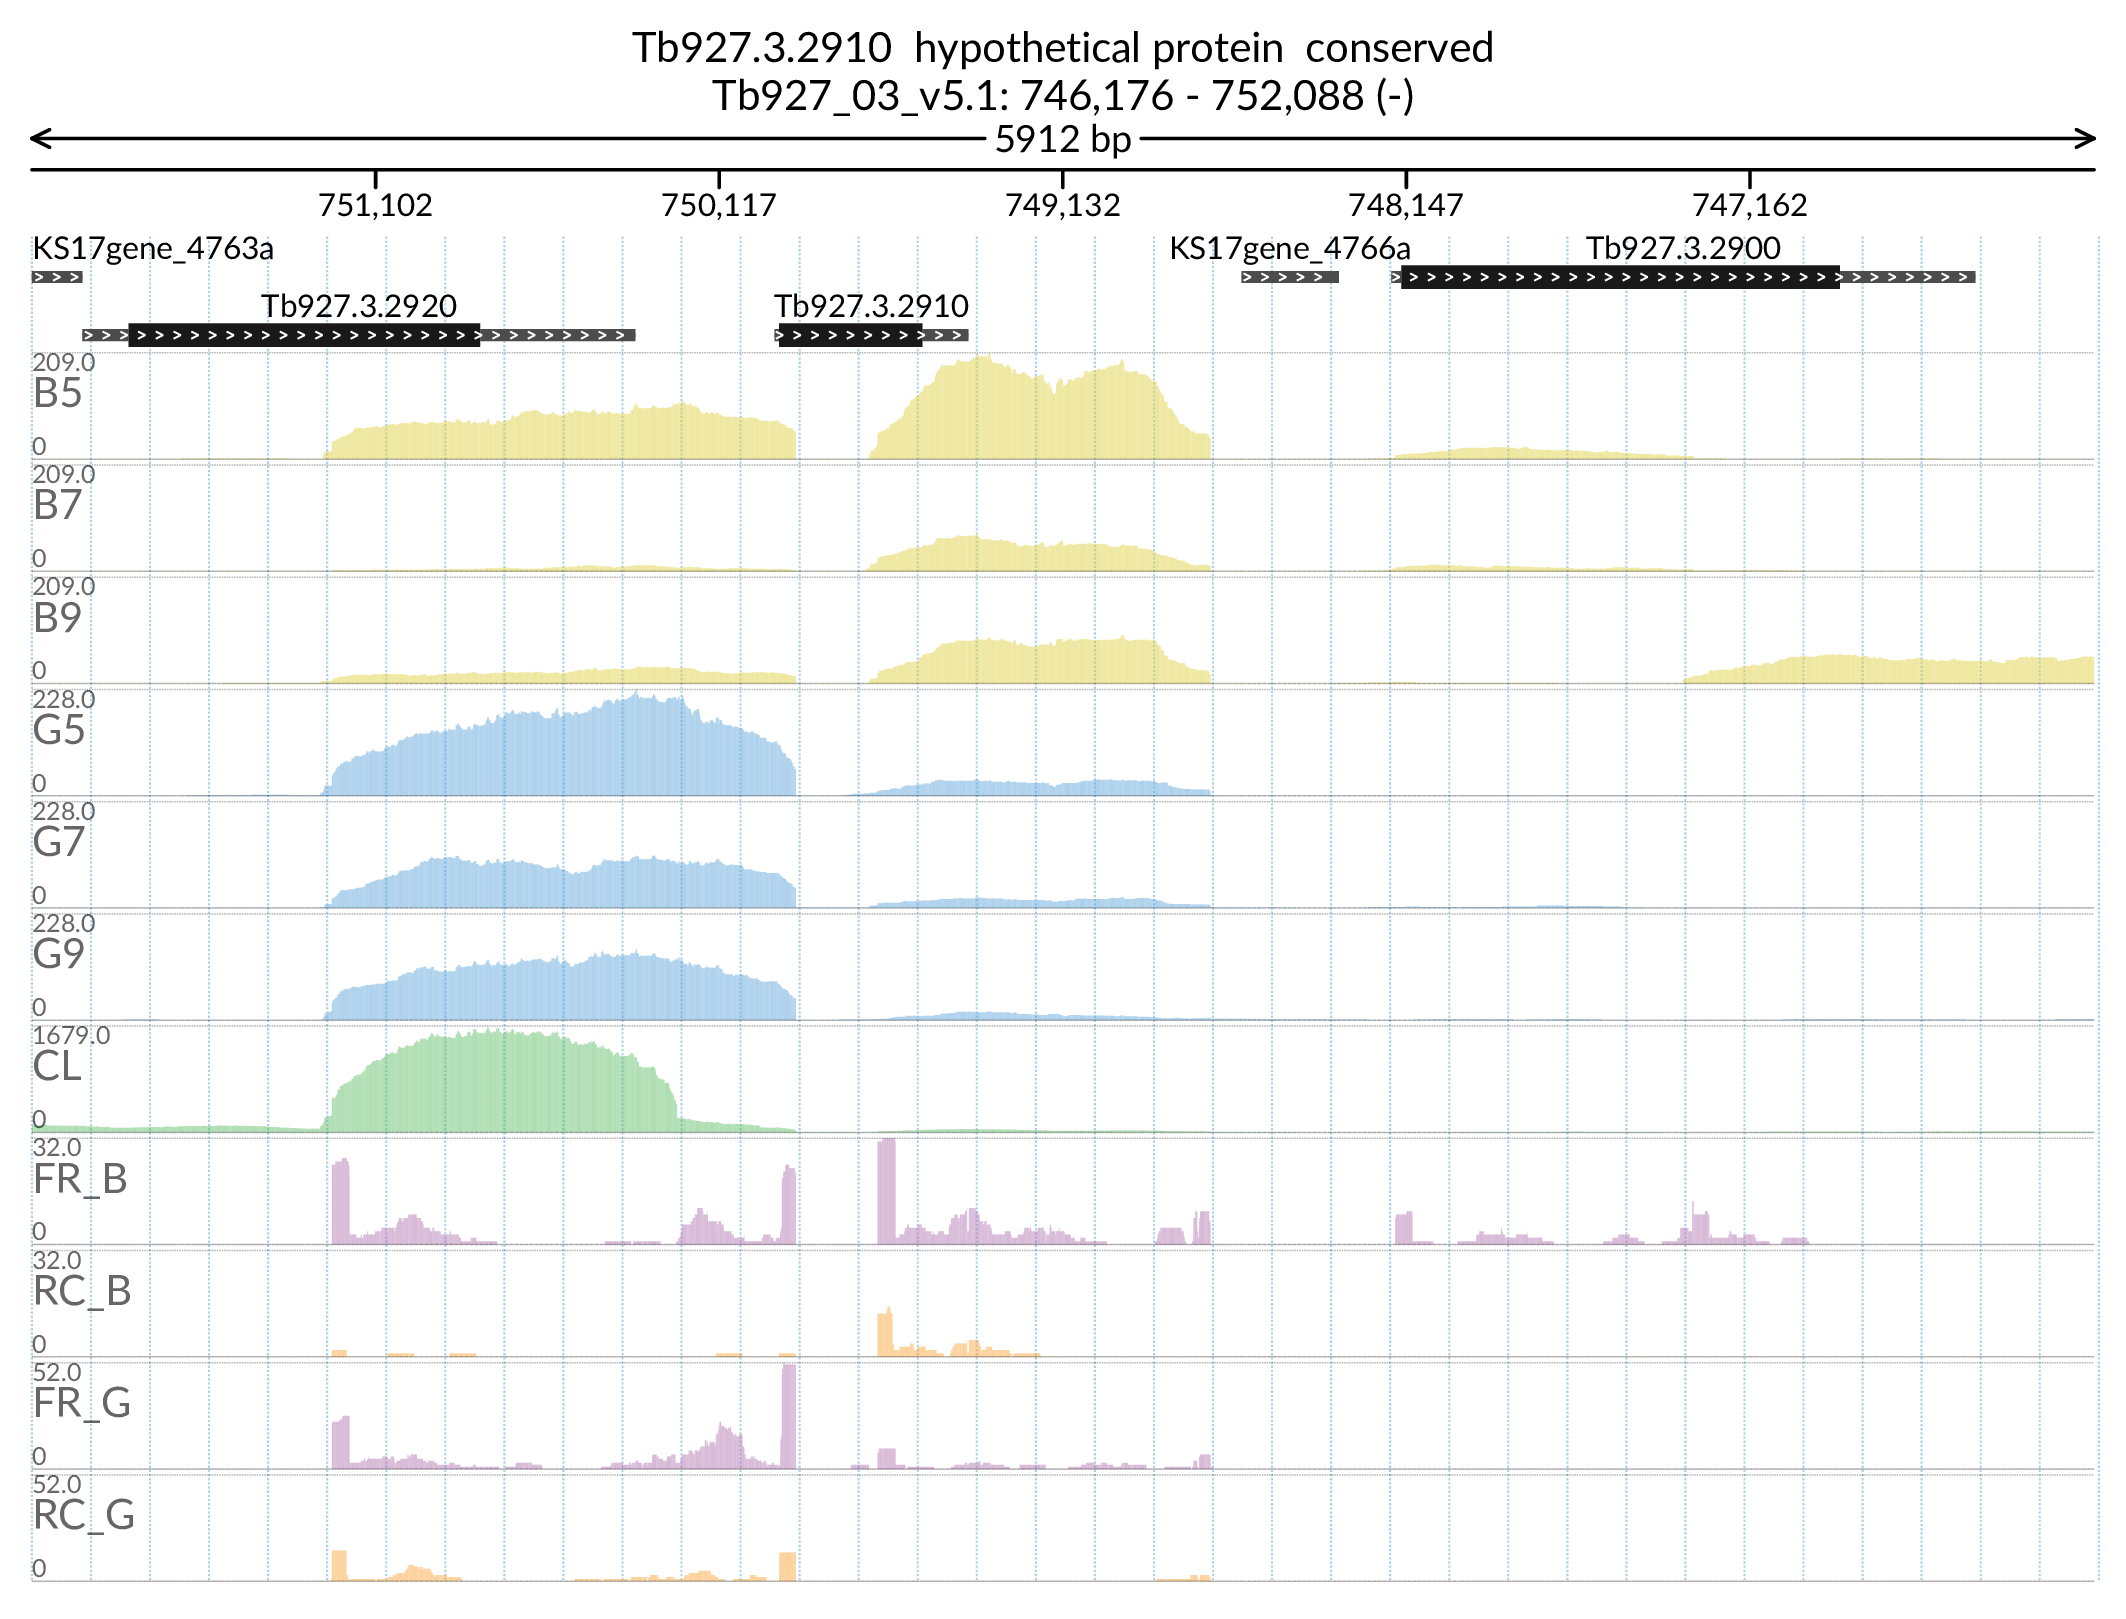 Tb927.3.2910  hypothetical protein  conserved
Tb927_03_v5.1: 746,176 - 752,088 (-)
5912 bp
751,102 750,117 749,132 748,147 747,162
KS17gene_4763a KS17gene_4766a Tb927.3.2900
Tb927.3.2920 Tb927.3.2910
209.0
B5
0
209.0
B7
0
209.0
B9
0
228.0
G5
0
228.0
G7
0
228.0
G9
0
1679.0
CL
0
32.0
FR_B
0
32.0
RC_B
0
52.0
FR_G
0
52.0
RC_G
0